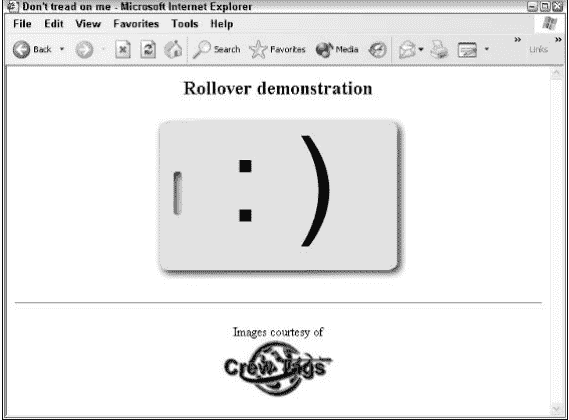 Don't tread on me - Microsoft Internet Explorer
File Edit View Favorites Tools Help
Back Search Favorites Media Links
Rollover demonstration
: )
Images courtesy of
Crew Tags